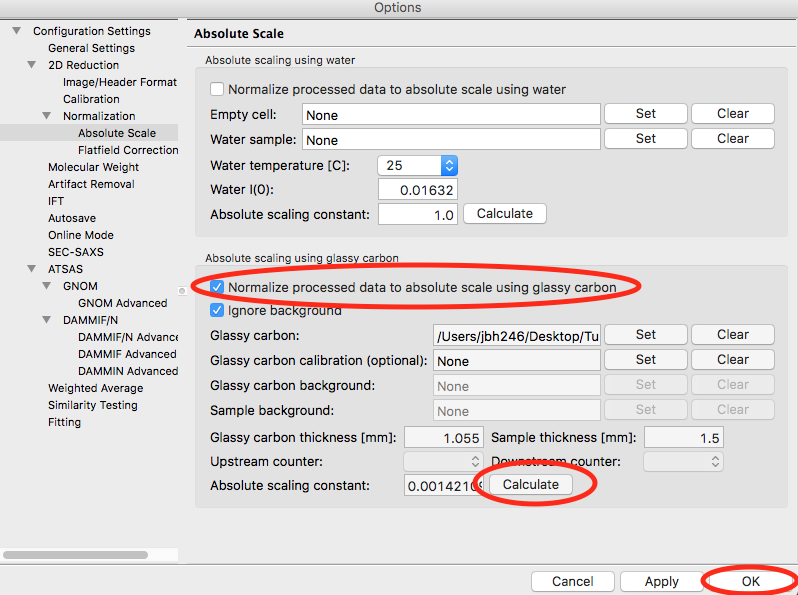 Options
Configuration Settings
General Settings
2D Reduction
Image/Header Format
Calibration
Normalization
Absolute Scale
Flatfield Correction
Molecular Weight
Artifact Removal
IFT
Autosave
Online Mode
SEC-SAXS
ATSAS
GNOM
GNOM Advanced
DAMMIF/N
DAMMIF/N Advance
DAMMIF Advanced
DAMMIN Advanced
Weighted Average
Similarity Testing
Fitting
Absolute Scale
Absolute scaling using water
Normalize processed data to absolute scale using water
Empty cell: None Set Clear
Water sample: None Set Clear
Water temperature [C]: 25
Water I(0): 0.01632
Absolute scaling constant: 1.0 Calculate
Absolute scaling using glassy carbon
Normalize processed data to absolute scale using glassy carbon
Ignore background
Glassy carbon: /Users/jbh246/Desktop/Tu Set Clear
Glassy carbon calibration (optional): None Set Clear
Glassy carbon background: None Set Clear
Sample background: None Set Clear
Glassy carbon thickness [mm]: 1.055 Sample thickness [mm]: 1.5
Upstream counter: Downstream counter:
Absolute scaling constant: 0.00142109 Calculate
Cancel Apply OK